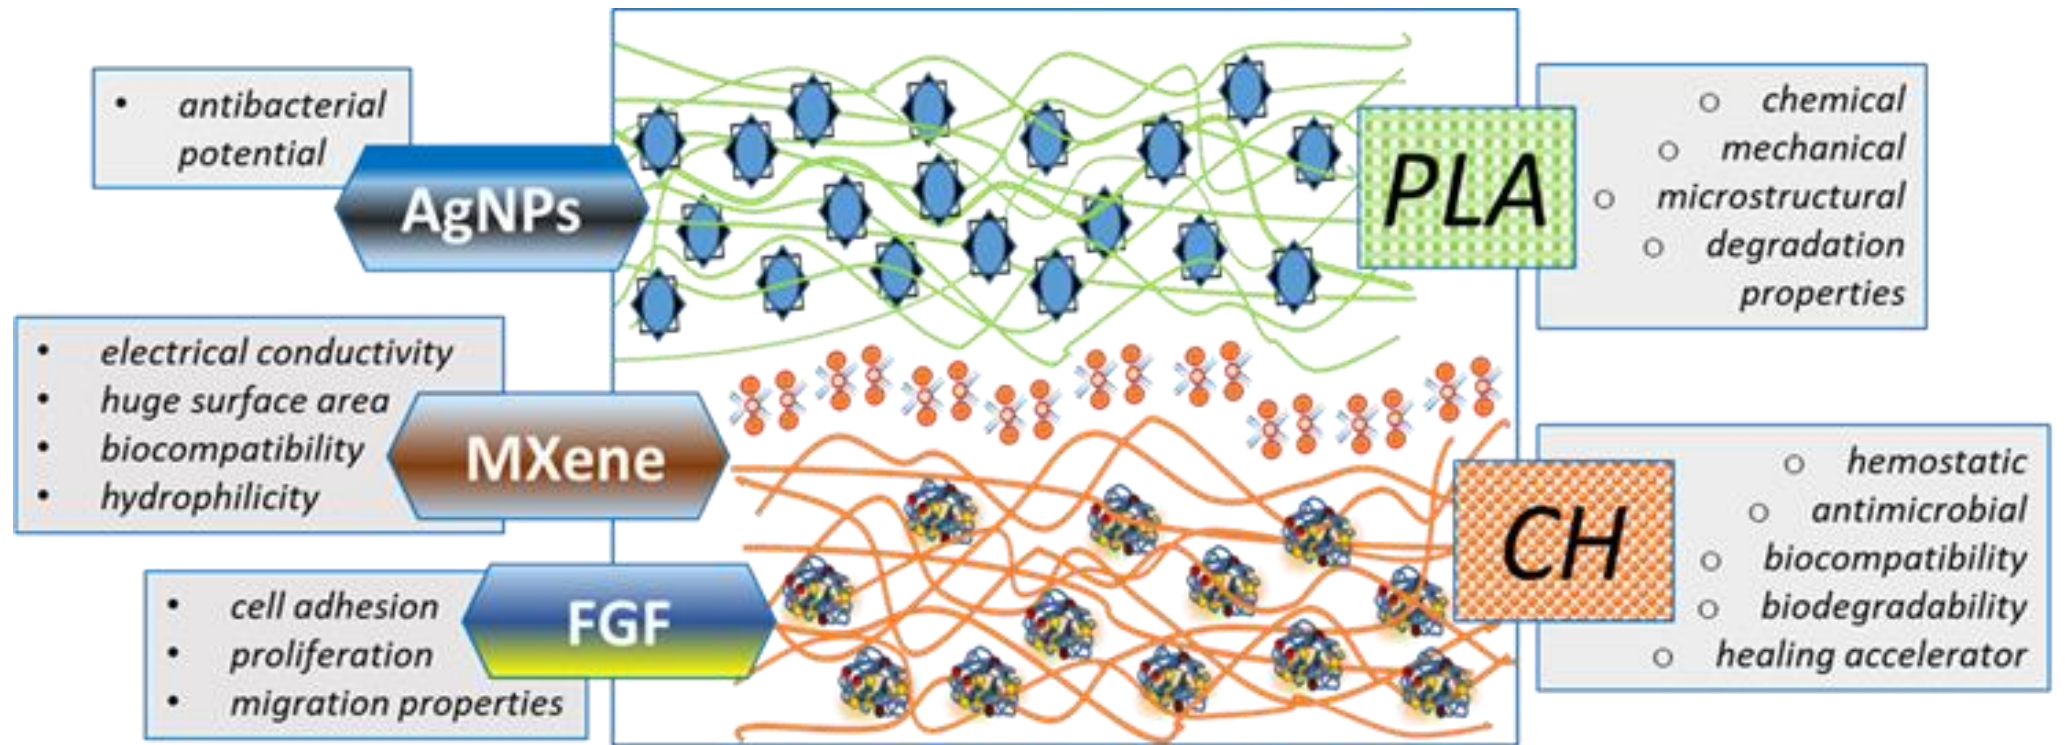 • antibacterial
potential
AgNPs
• electrical conductivity
• huge surface area
• biocompatibility
• hydrophilicity
MXene
• cell adhesion
• proliferation
• migration properties
FGF
PLA
○ chemical
○ mechanical
○ microstructural
○ degradation
properties
CH
○ hemostatic
○ antimicrobial
○ biocompatibility
○ biodegradability
○ healing accelerator